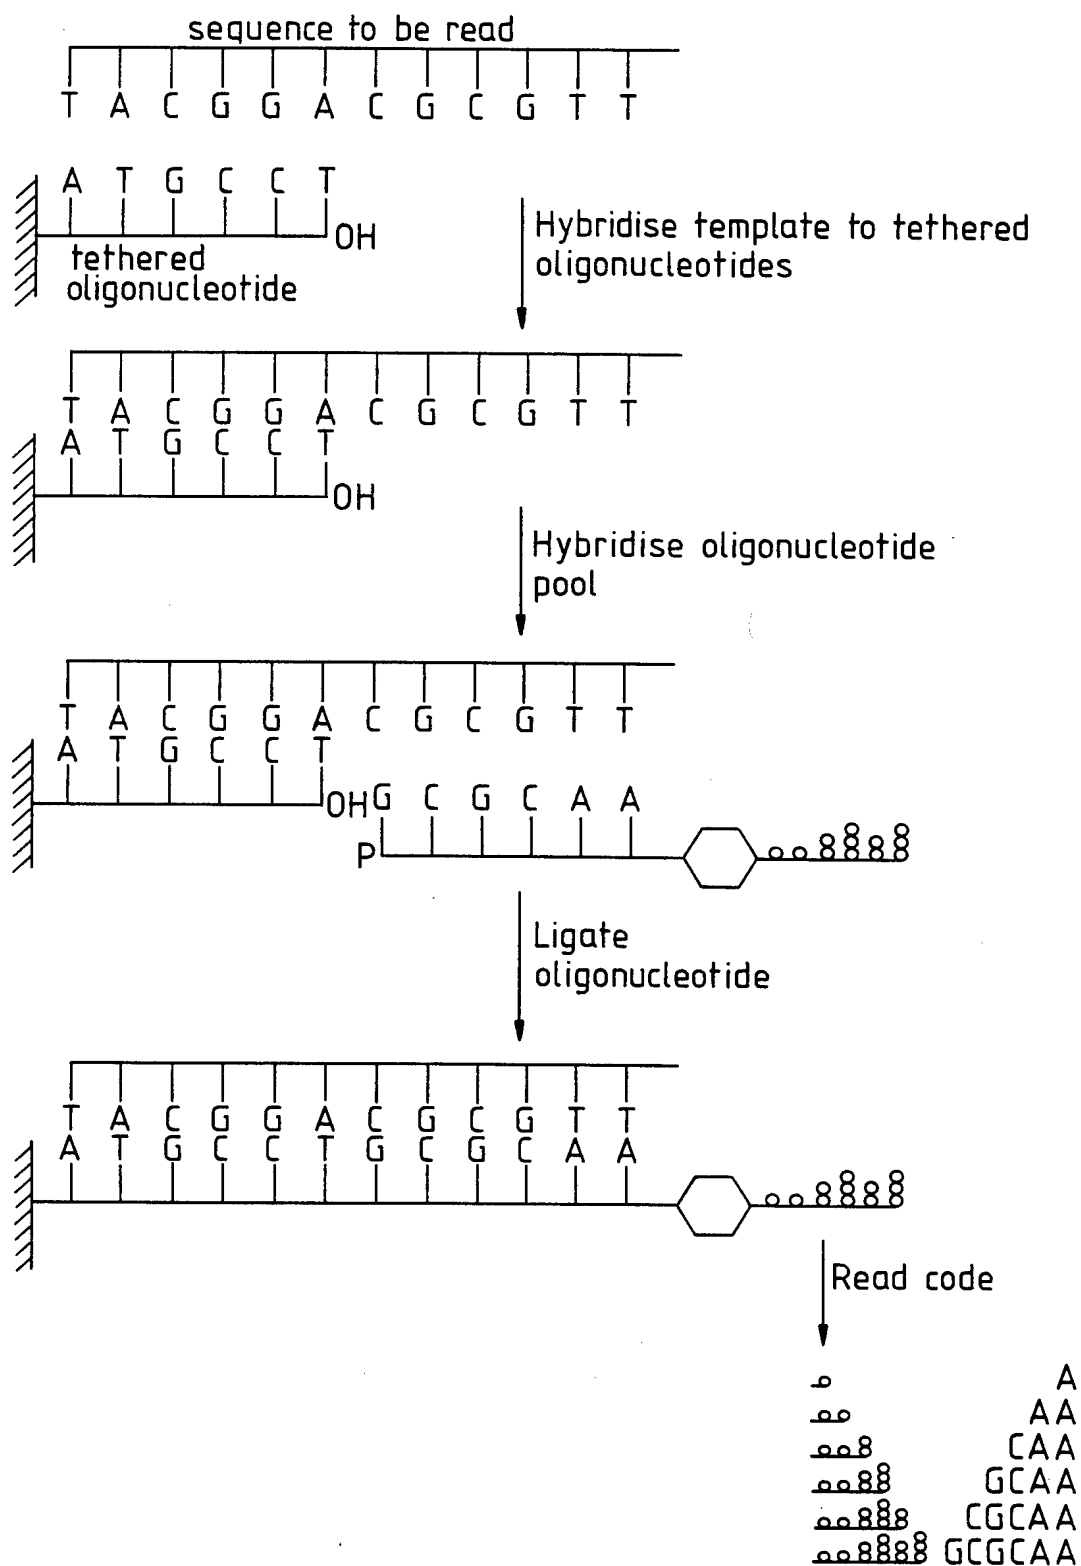 sequence to be read
T A C G G A C G C G T T
A T G C C T
OH
tethered
oligonucleotide
Hybridise template to tethered
oligonucleotides
T A C G G A C G C G T T
A T G C C T
OH
Hybridise oligonucleotide
pool
T A C G G A C G C G T T
A T G C C T
OH G C G C A A
P
Ligate
oligonucleotide
T A C G G A C G C G T T
A T G C C T G C G C A A
Read code
A
AA
CAA
GCAA
CGCAA
GCGCAA